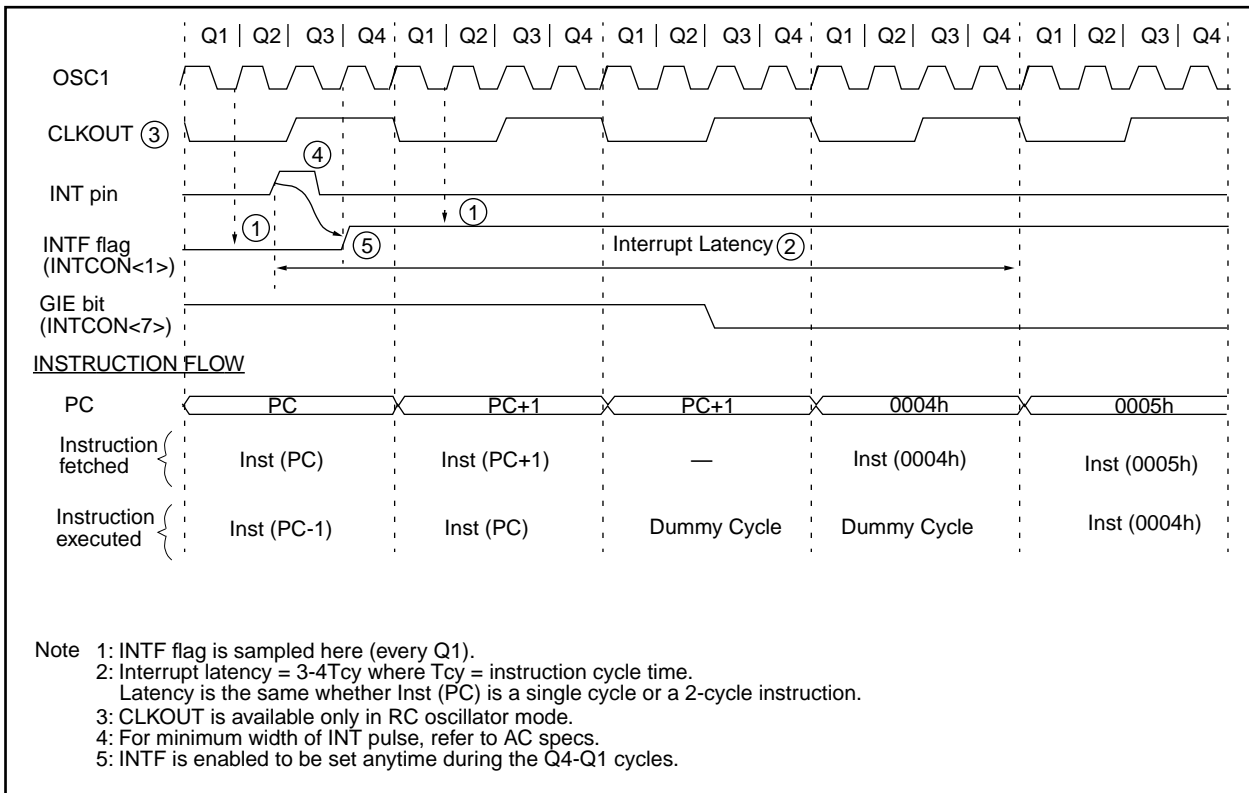 Q1 | Q2 | Q3 | Q4 | Q1 | Q2 | Q3 | Q4 | Q1 | Q2 | Q3 | Q4 | Q1 | Q2 | Q3 | Q4 | Q1 | Q2 | Q3 | Q4
OSC1
CLKOUT 3
4
INT pin
1
1
INTF flag
(INTCON<1>)
5
Interrupt Latency 2
GIE bit
(INTCON<7>)
INSTRUCTION FLOW
PC PC PC+1 PC+1 0004h 0005h
Instruction
fetched
Inst (PC) Inst (PC+1) — Inst (0004h) Inst (0005h)
Instruction
executed
Inst (PC-1) Inst (PC) Dummy Cycle Dummy Cycle Inst (0004h)
Note 1: INTF flag is sampled here (every Q1).
2: Interrupt latency = 3-4Tcy where Tcy = instruction cycle time.
Latency is the same whether Inst (PC) is a single cycle or a 2-cycle instruction.
3: CLKOUT is available only in RC oscillator mode.
4: For minimum width of INT pulse, refer to AC specs.
5: INTF is enabled to be set anytime during the Q4-Q1 cycles.